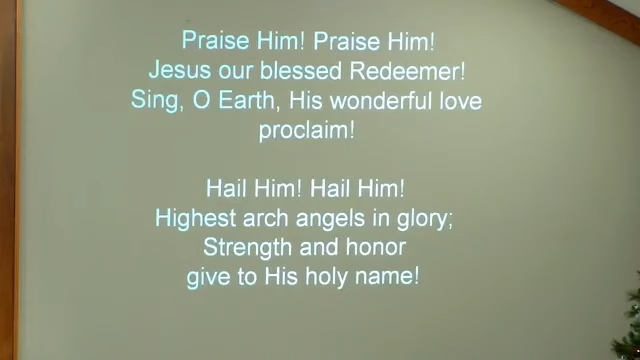 Praise Him! Praise Him!
Jesus our blessed Redeemer!
Sing, O Earth, His wonderful love
proclaim!
Hail Him! Hail Him!
Highest arch angels in glory;
Strength and honor
give to His holy name!